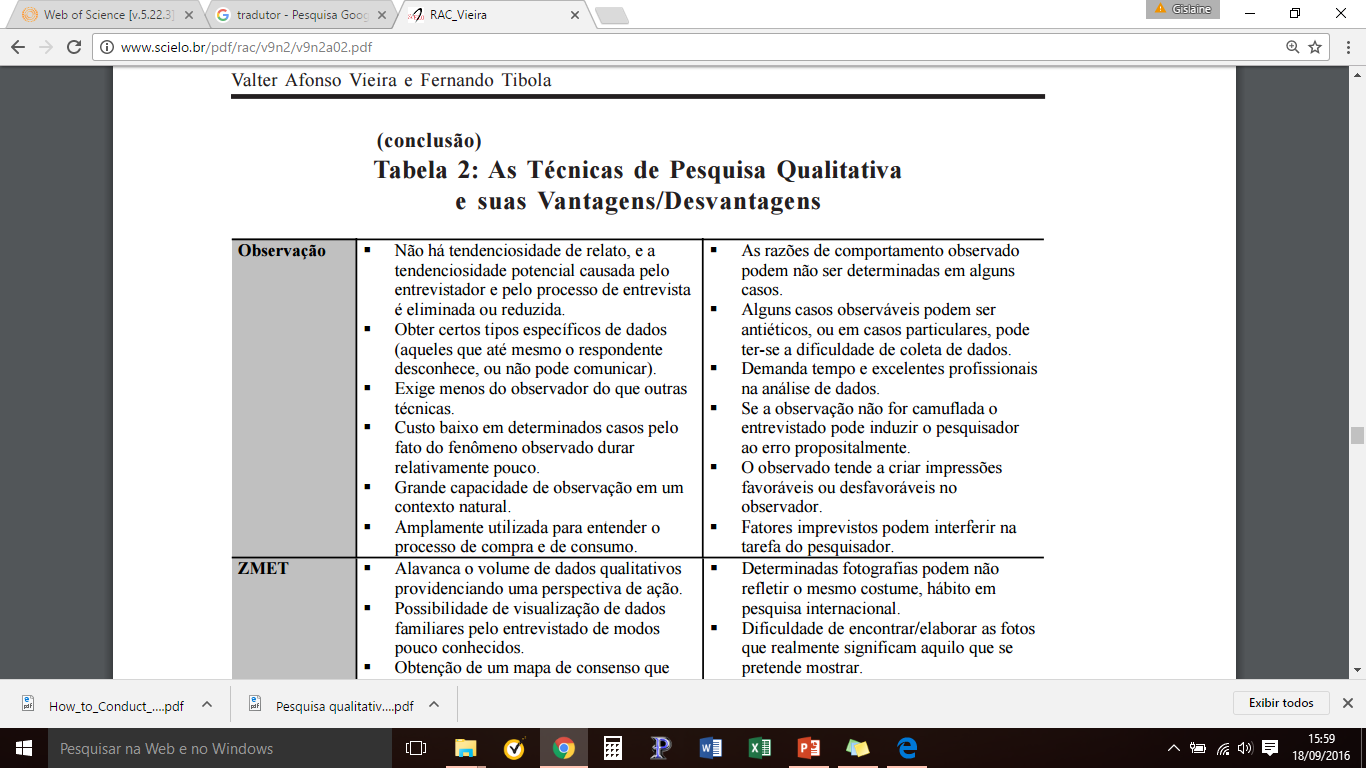 Web of Science [v.5.22.3]
tradutor - Pesquisa Goog
RAC_Vieira
Gislaine
www.scielo.br/pdf/rac/v9n2/v9n2a02.pdf
Valter Afonso Vieira e Fernando Tibola
(conclusão)
Tabela 2: As Técnicas de Pesquisa Qualitativa
e suas Vantagens/Desvantagens
Observação
▪ Não há tendenciosidade de relato, e a
tendenciosidade potencial causada pelo
entrevistador e pelo processo de entrevista
é eliminada ou reduzida.
▪ Obter certos tipos específicos de dados
(aqueles que até mesmo o respondente
desconhece, ou não pode comunicar).
▪ Exige menos do observador do que outras
técnicas.
▪ Custo baixo em determinados casos pelo
fato do fenômeno observado durar
relativamente pouco.
▪ Grande capacidade de observação em um
contexto natural.
▪ Amplamente utilizada para entender o
processo de compra e de consumo.
▪ As razões de comportamento observado
podem não ser determinadas em alguns
casos.
▪ Alguns casos observáveis podem ser
antiéticos, ou em casos particulares, pode
ter-se a dificuldade de coleta de dados.
▪ Demanda tempo e excelentes profissionais
na análise de dados.
▪ Se a observação não for camuflada o
entrevistado pode induzir o pesquisador
ao erro propositalmente.
▪ O observado tende a criar impressões
favoráveis ou desfavoráveis no
observador.
▪ Fatores imprevistos podem interferir na
tarefa do pesquisador.
ZMET
▪ Alavanca o volume de dados qualitativos
providenciando uma perspectiva de ação.
▪ Possibilidade de visualização de dados
familiares pelo entrevistado de modos
pouco conhecidos.
▪ Obtenção de um mapa de consenso que
▪ Determinadas fotografias podem não
refletir o mesmo costume, hábito em
pesquisa internacional.
▪ Dificuldade de encontrar/elaborar as fotos
que realmente significam aquilo que se
pretende mostrar.
How_to_Conduct_....pdf
Pesquisa qualitativ....pdf
Exibir todos
Pesquisar na Web e no Windows
15:59
18/09/2016